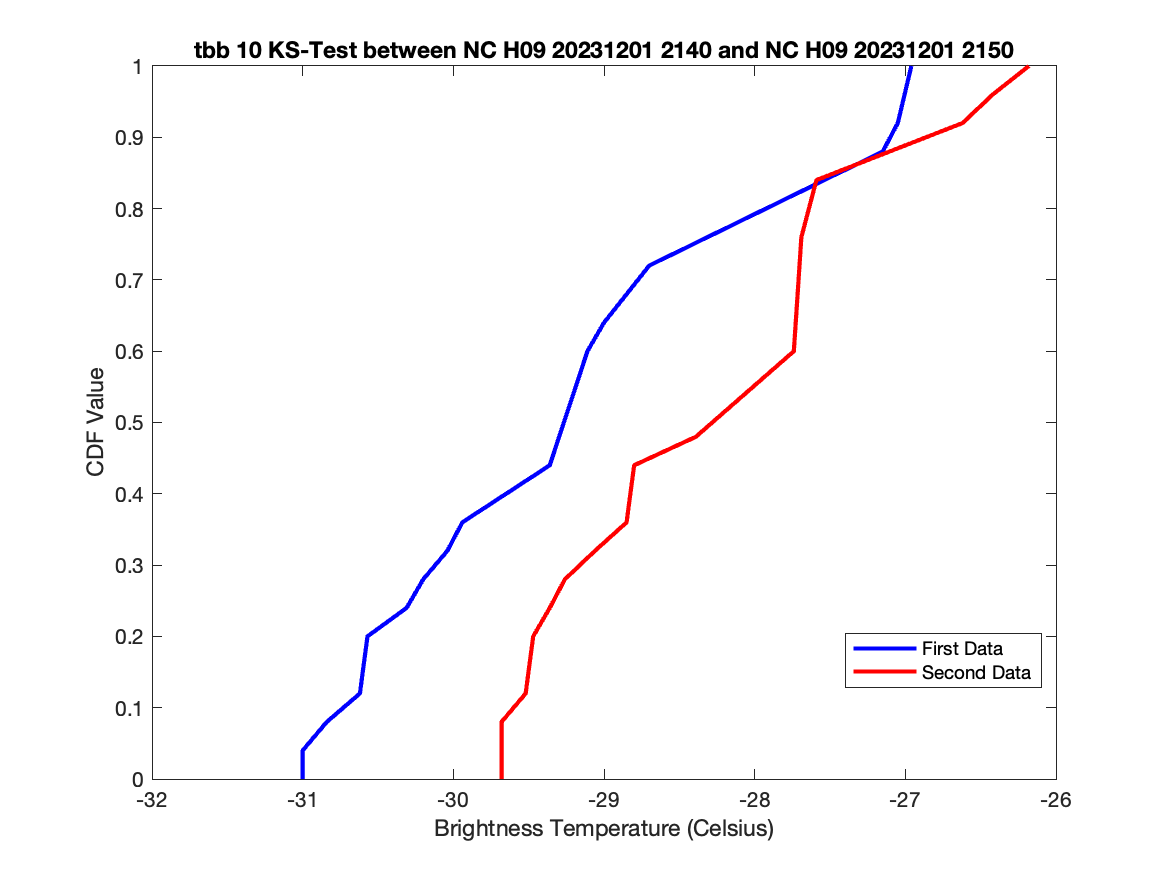 tbb 10 KS-Test between NC H09 20231201 2140 and NC H09 20231201 2150
1
0.9
0.8
0.7
0.6
0.5
0.4
0.3
0.2
0.1
0
CDF Value
First Data
Second Data
-32 -31 -30 -29 -28 -27 -26
Brightness Temperature (Celsius)